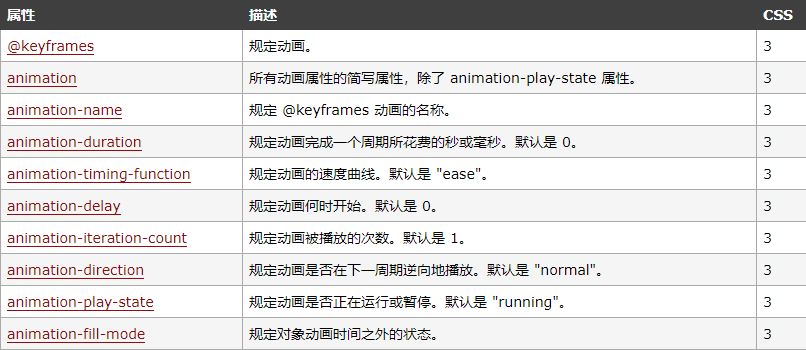 属性 描述 CSS
@keyframes 规定动画。 3
animation 所有动画属性的简写属性，除了 animation-play-state 属性。 3
animation-name 规定 @keyframes 动画的名称。 3
animation-duration 规定动画完成一个周期所花费的秒或毫秒。默认是 0。 3
animation-timing-function 规定动画的速度曲线。默认是 "ease"。 3
animation-delay 规定动画何时开始。默认是 0。 3
animation-iteration-count 规定动画被播放的次数。默认是 1。 3
animation-direction 规定动画是否在下一周期逆向地播放。默认是 "normal"。 3
animation-play-state 规定动画是否正在运行或暂停。默认是 "running"。 3
animation-fill-mode 规定对象动画时间之外的状态。 3